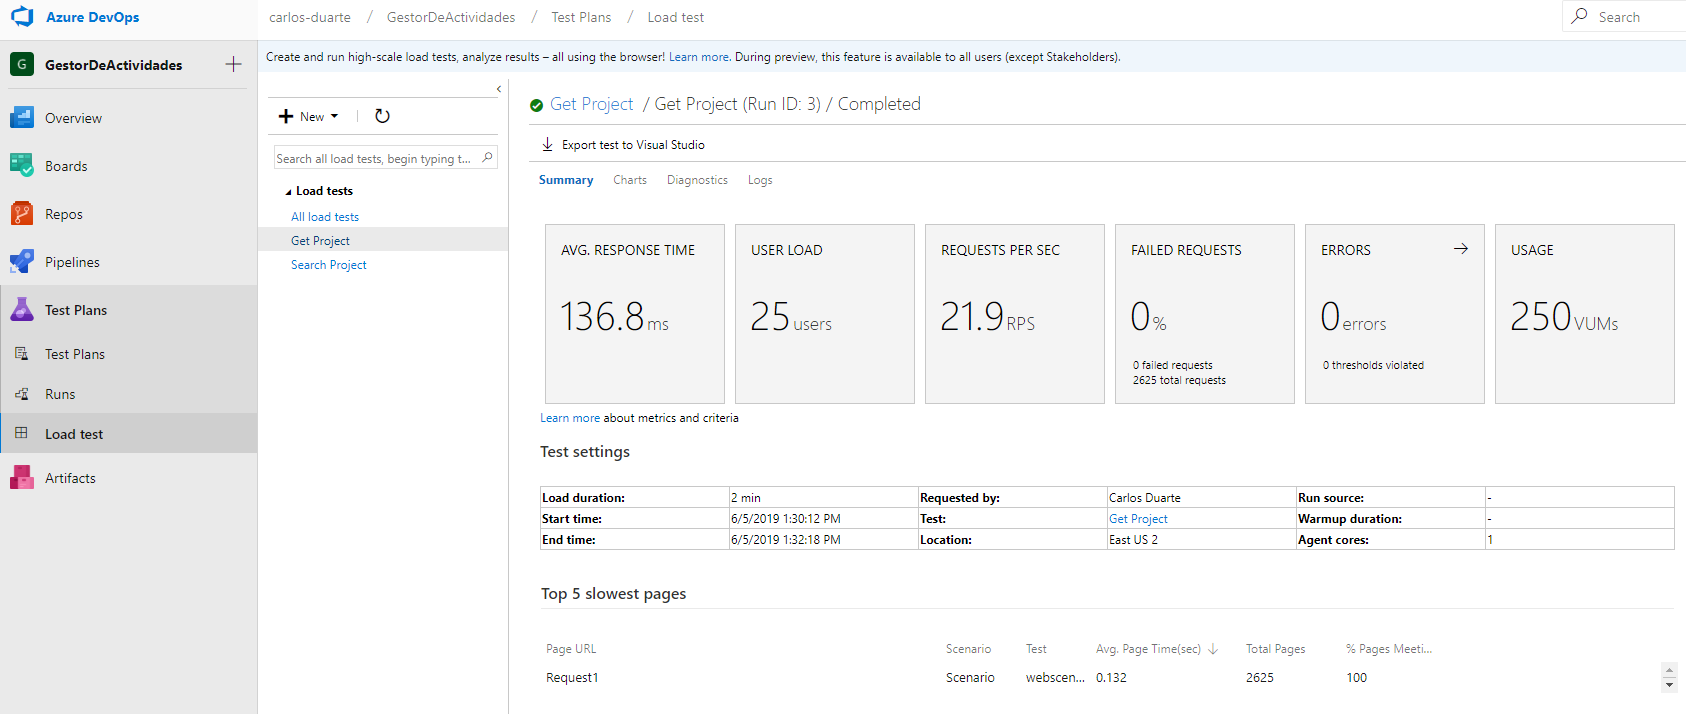 Azure DevOps
carlos-duarte / GestorDeActividades / Test Plans / Load test
Search
G GestorDeActividades
Overview
Boards
Repos
Pipelines
Test Plans
Test Plans
Runs
Load test
Artifacts
Create and run high-scale load tests, analyze results – all using the browser! Learn more. During preview, this feature is available to all users (except Stakeholders).
New
Search all load tests, begin typing t...
Load tests
All load tests
Get Project
Search Project
Get Project / Get Project (Run ID: 3) / Completed
Export test to Visual Studio
Summary Charts Diagnostics Logs
AVG. RESPONSE TIME
136.8 ms
USER LOAD
25 users
REQUESTS PER SEC
21.9 RPS
FAILED REQUESTS
0 %
0 failed requests
2625 total requests
ERRORS
0 errors
0 thresholds violated
USAGE
250 VUMs
Learn more about metrics and criteria
Test settings
Load duration: 2 min Requested by: Carlos Duarte Run source: -
Start time: 6/5/2019 1:30:12 PM Test: Get Project Warmup duration: -
End time: 6/5/2019 1:32:18 PM Location: East US 2 Agent cores: 1
Top 5 slowest pages
Page URL Scenario Test Avg. Page Time(sec) Total Pages % Pages Meeti...
Request1 Scenario webscen... 0.132 2625 100